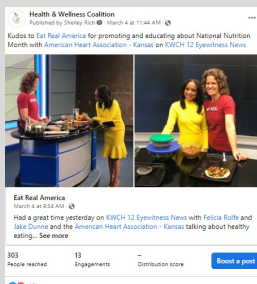 Health & Wellness Coalition
Published by Shelley Rich · March 4 at 11:44 AM ·
Kudos to Eat Real America for promoting and educating about National Nutrition
Month with American Heart Association - Kansas on KWCH 12 Eyewitness News
Eat Real America
March 4 at 9:34 AM ·
Had a great time yesterday on KWCH 12 Eyewitness News with Felicia Rolfe and
Jake Dunne and the American Heart Association - Kansas talking about healthy
eating... See more
303 13 –
People reached Engagements Distribution score Boost a post